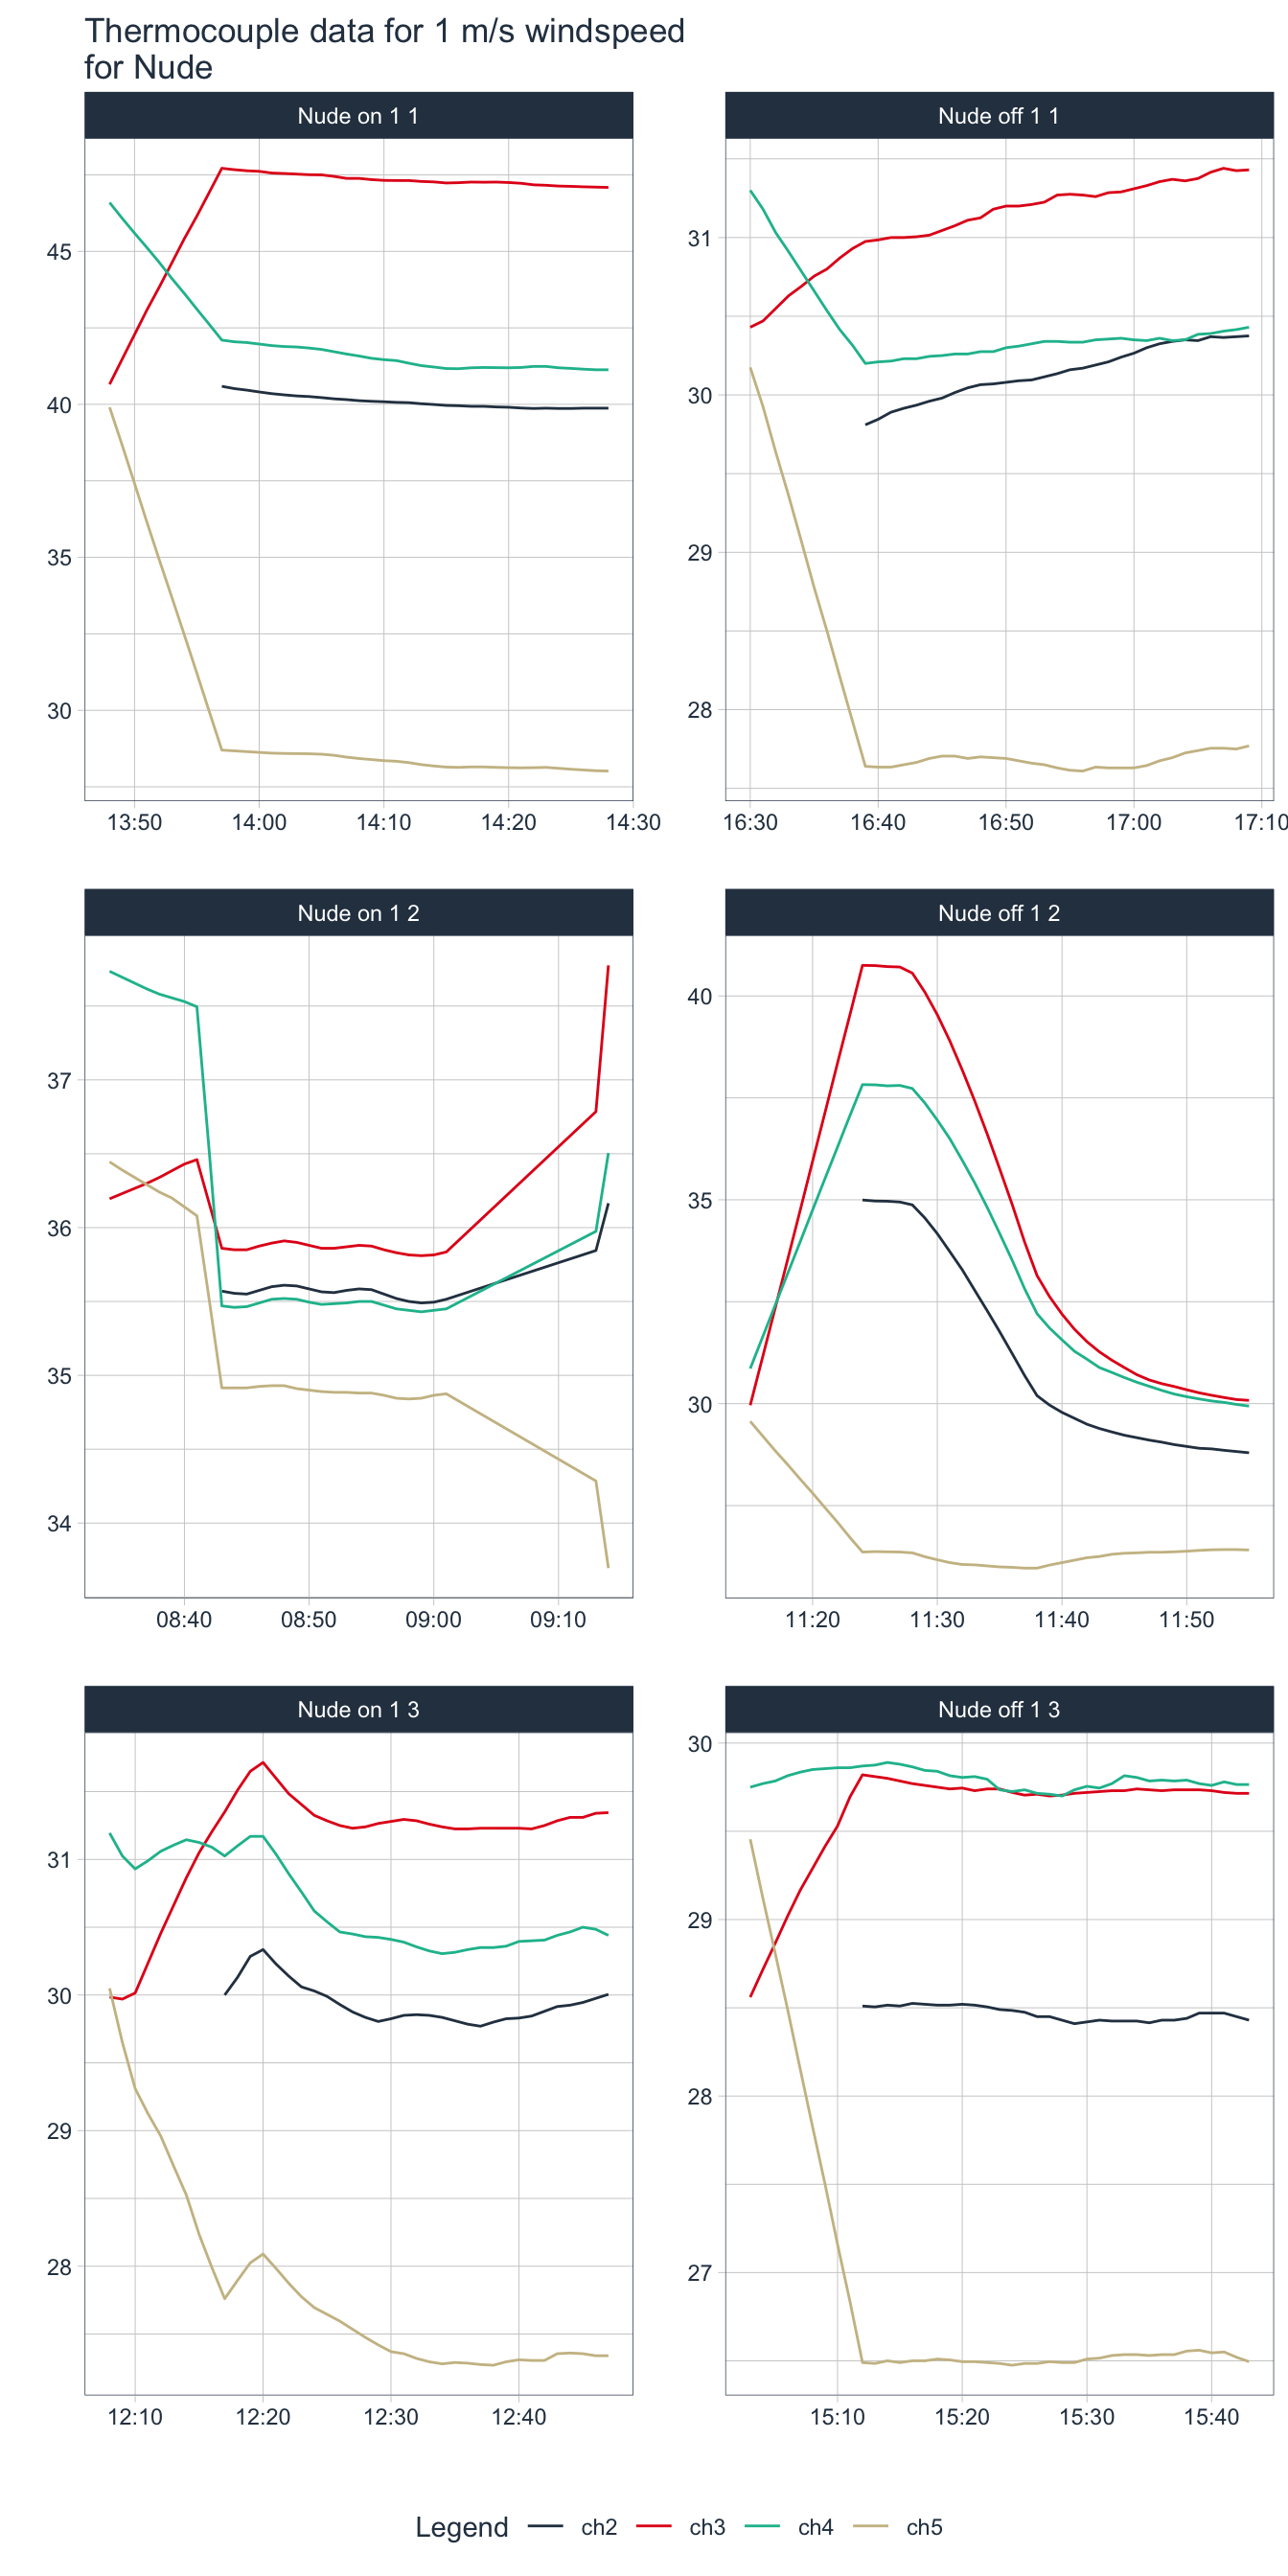 Thermocouple data for 1 m/s windspeed
for Nude
Nude on 1 1
45
40
35
30
13:50 14:00 14:10 14:20 14:30
Nude off 1 1
31
30
29
28
16:30 16:40 16:50 17:00 17:10
Nude on 1 2
37
36
35
34
08:40 08:50 09:00 09:10
Nude off 1 2
40
35
30
11:20 11:30 11:40 11:50
Nude on 1 3
31
30
29
28
12:10 12:20 12:30 12:40
Nude off 1 3
30
29
28
27
15:10 15:20 15:30 15:40
Legend ch2 ch3 ch4 ch5